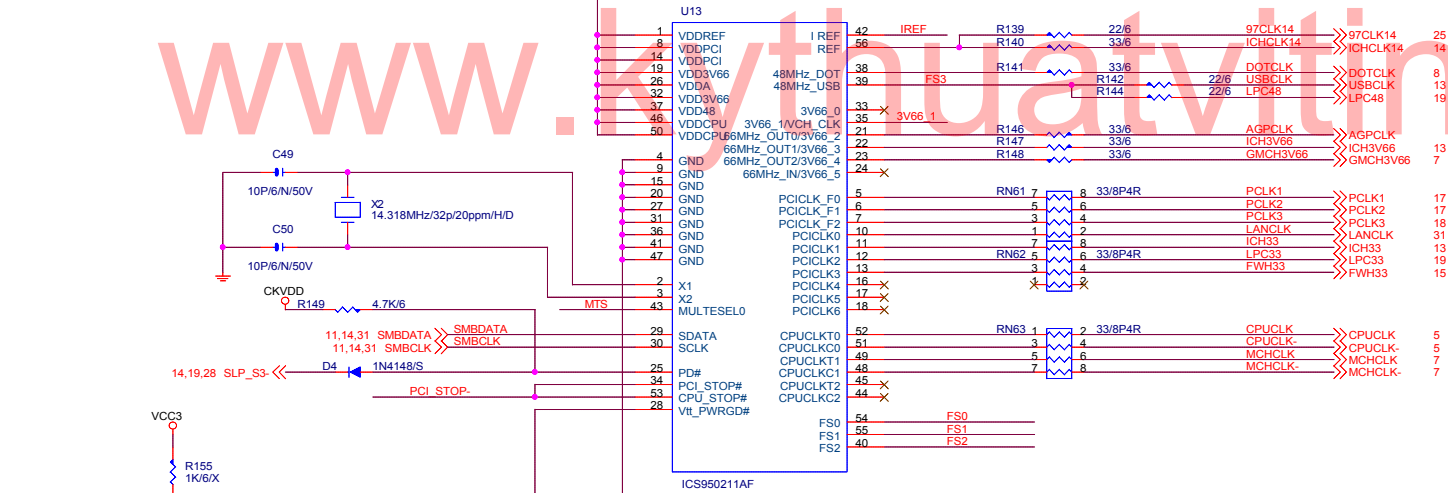 www.kythuatvitin
U13
1 VDDREF I REF 42 IREF R139 22/6 97CLK14 97CLK14 25
8 VDDPCI REF 56 R140 33/6 ICHCLK14 ICHCLK14 14
14 VDDPCI
19 VDD3V66 48MHz_DOT 38 R141 33/6 DOTCLK DOTCLK 8
26 VDDA 48MHz_USB 39 FS3 R142 22/6 USBCLK USBCLK 13
32 VDD3V66 R144 22/6 LPC48 LPC48 19
37 VDD48 3V66_0 33
46 VDDCPU 3V66_1/VCH_CLK 35 3V66_1
50 VDDCPU 66MHz_OUT0/3V66_2 21 R146 33/6 AGPCLK AGPCLK
66MHz_OUT1/3V66_3 22 R147 33/6 ICH3V66 ICH3V66 13
4 GND 66MHz_OUT2/3V66_4 23 R148 33/6 GMCH3V66 GMCH3V66 7
9 GND 66MHz_IN/3V66_5 24
15 GND
20 GND PCICLK_F0 5 RN61 7 8 33/8P4R PCLK1 PCLK1 17
27 GND PCICLK_F1 6 5 6 PCLK2 PCLK2 17
31 GND PCICLK_F2 7 3 4 PCLK3 PCLK3 18
36 GND PCICLK0 10 1 2 LANCLK LANCLK 31
41 GND PCICLK1 11 7 8 ICH33 ICH33 13
47 GND PCICLK2 12 RN62 5 6 33/8P4R LPC33 LPC33 19
PCICLK3 13 3 4 FWH33 FWH33 15
2 X1 PCICLK4 16 1 2
3 X2 PCICLK5 17
MTS 43 MULTESEL0 PCICLK6 18
C49
10P/6/N/50V
X2
14.318MHz/32p/20ppm/H/D
C50
10P/6/N/50V
CKVDD
R149 4.7K/6
11,14,31 SMBDATA SMBDATA 29 SDATA CPUCLKT0 52 RN63 1 2 33/8P4R CPUCLK CPUCLK 5
11,14,31 SMBCLK SMBCLK 30 SCLK CPUCLKC0 51 3 4 CPUCLK- CPUCLK- 5
CPUCLKT1 49 5 6 MCHCLK MCHCLK 7
14,19,28 SLP_S3- D4 1N4148/S 25 PD# CPUCLKC1 48 7 8 MCHCLK- MCHCLK- 7
34 PCI_STOP# CPUCLKT2 45
PCI_STOP- 53 CPU_STOP# CPUCLKC2 44
28 Vtt_PWRGD#
FS0 54 FS0
FS1 55 FS1
FS2 40 FS2
VCC3
R155
1K/6/X
ICS950211AF